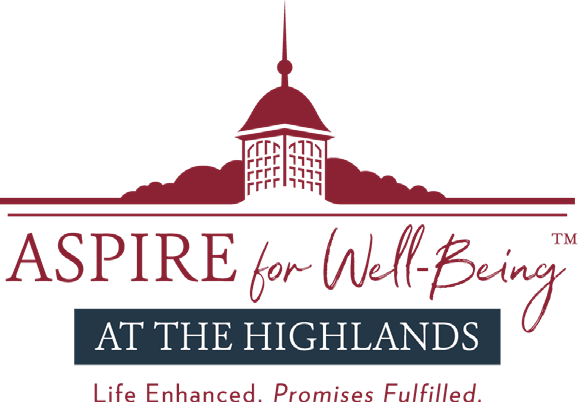 ASPIRE for Well-Being™
AT THE HIGHLANDS
Life Enhanced. Promises Fulfilled.